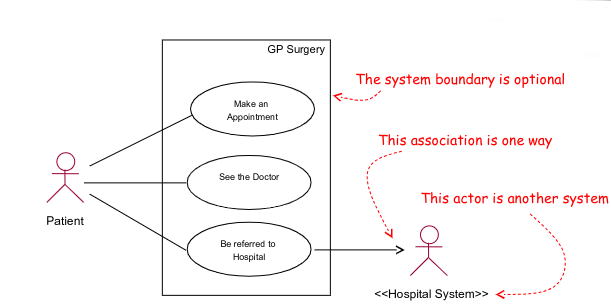 GP Surgery
The system boundary is optional
Make an
Appointment
This association is one way
See the Doctor
This actor is another system
Patient
Be referred to
Hospital
<<Hospital System>>